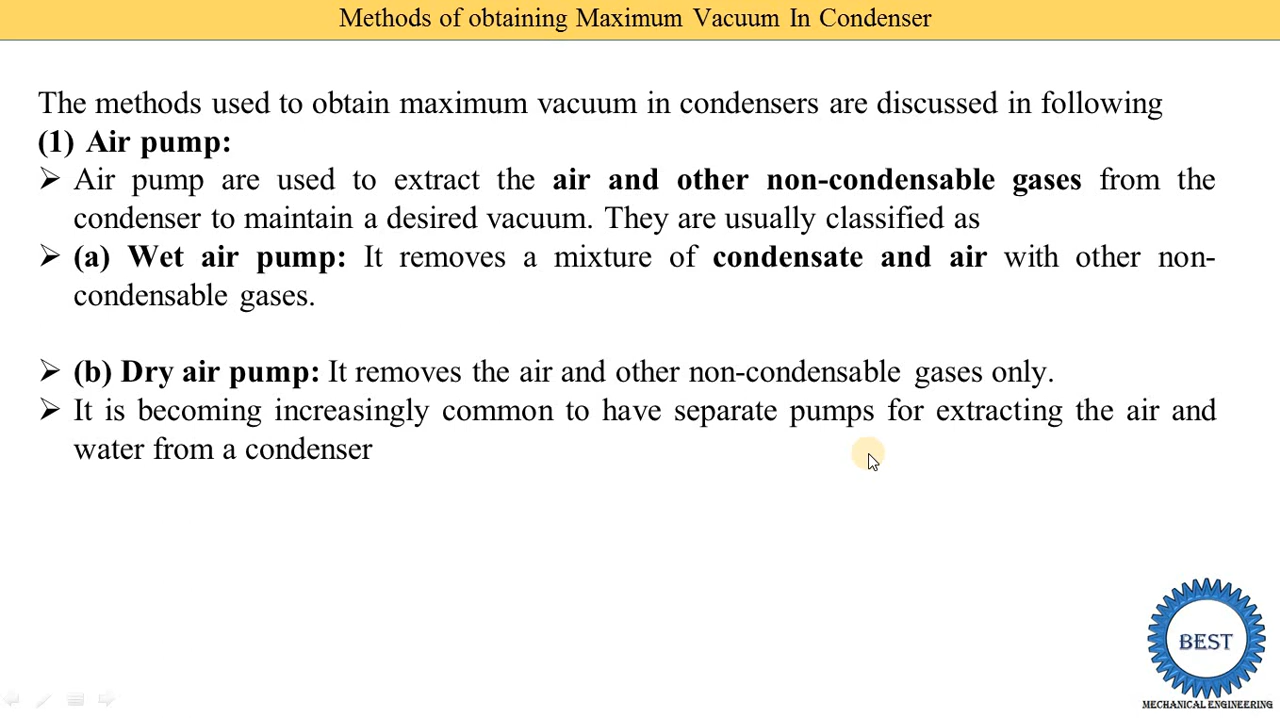 Methods of obtaining Maximum Vacuum In Condenser
The methods used to obtain maximum vacuum in condensers are discussed in following
(1) Air pump:
➢ Air pump are used to extract the air and other non-condensable gases from the
condenser to maintain a desired vacuum. They are usually classified as
➢ (a) Wet air pump: It removes a mixture of condensate and air with other non-
condensable gases.
➢ (b) Dry air pump: It removes the air and other non-condensable gases only.
➢ It is becoming increasingly common to have separate pumps for extracting the air and
water from a condenser
BEST
MECHANICAL ENGINEERING